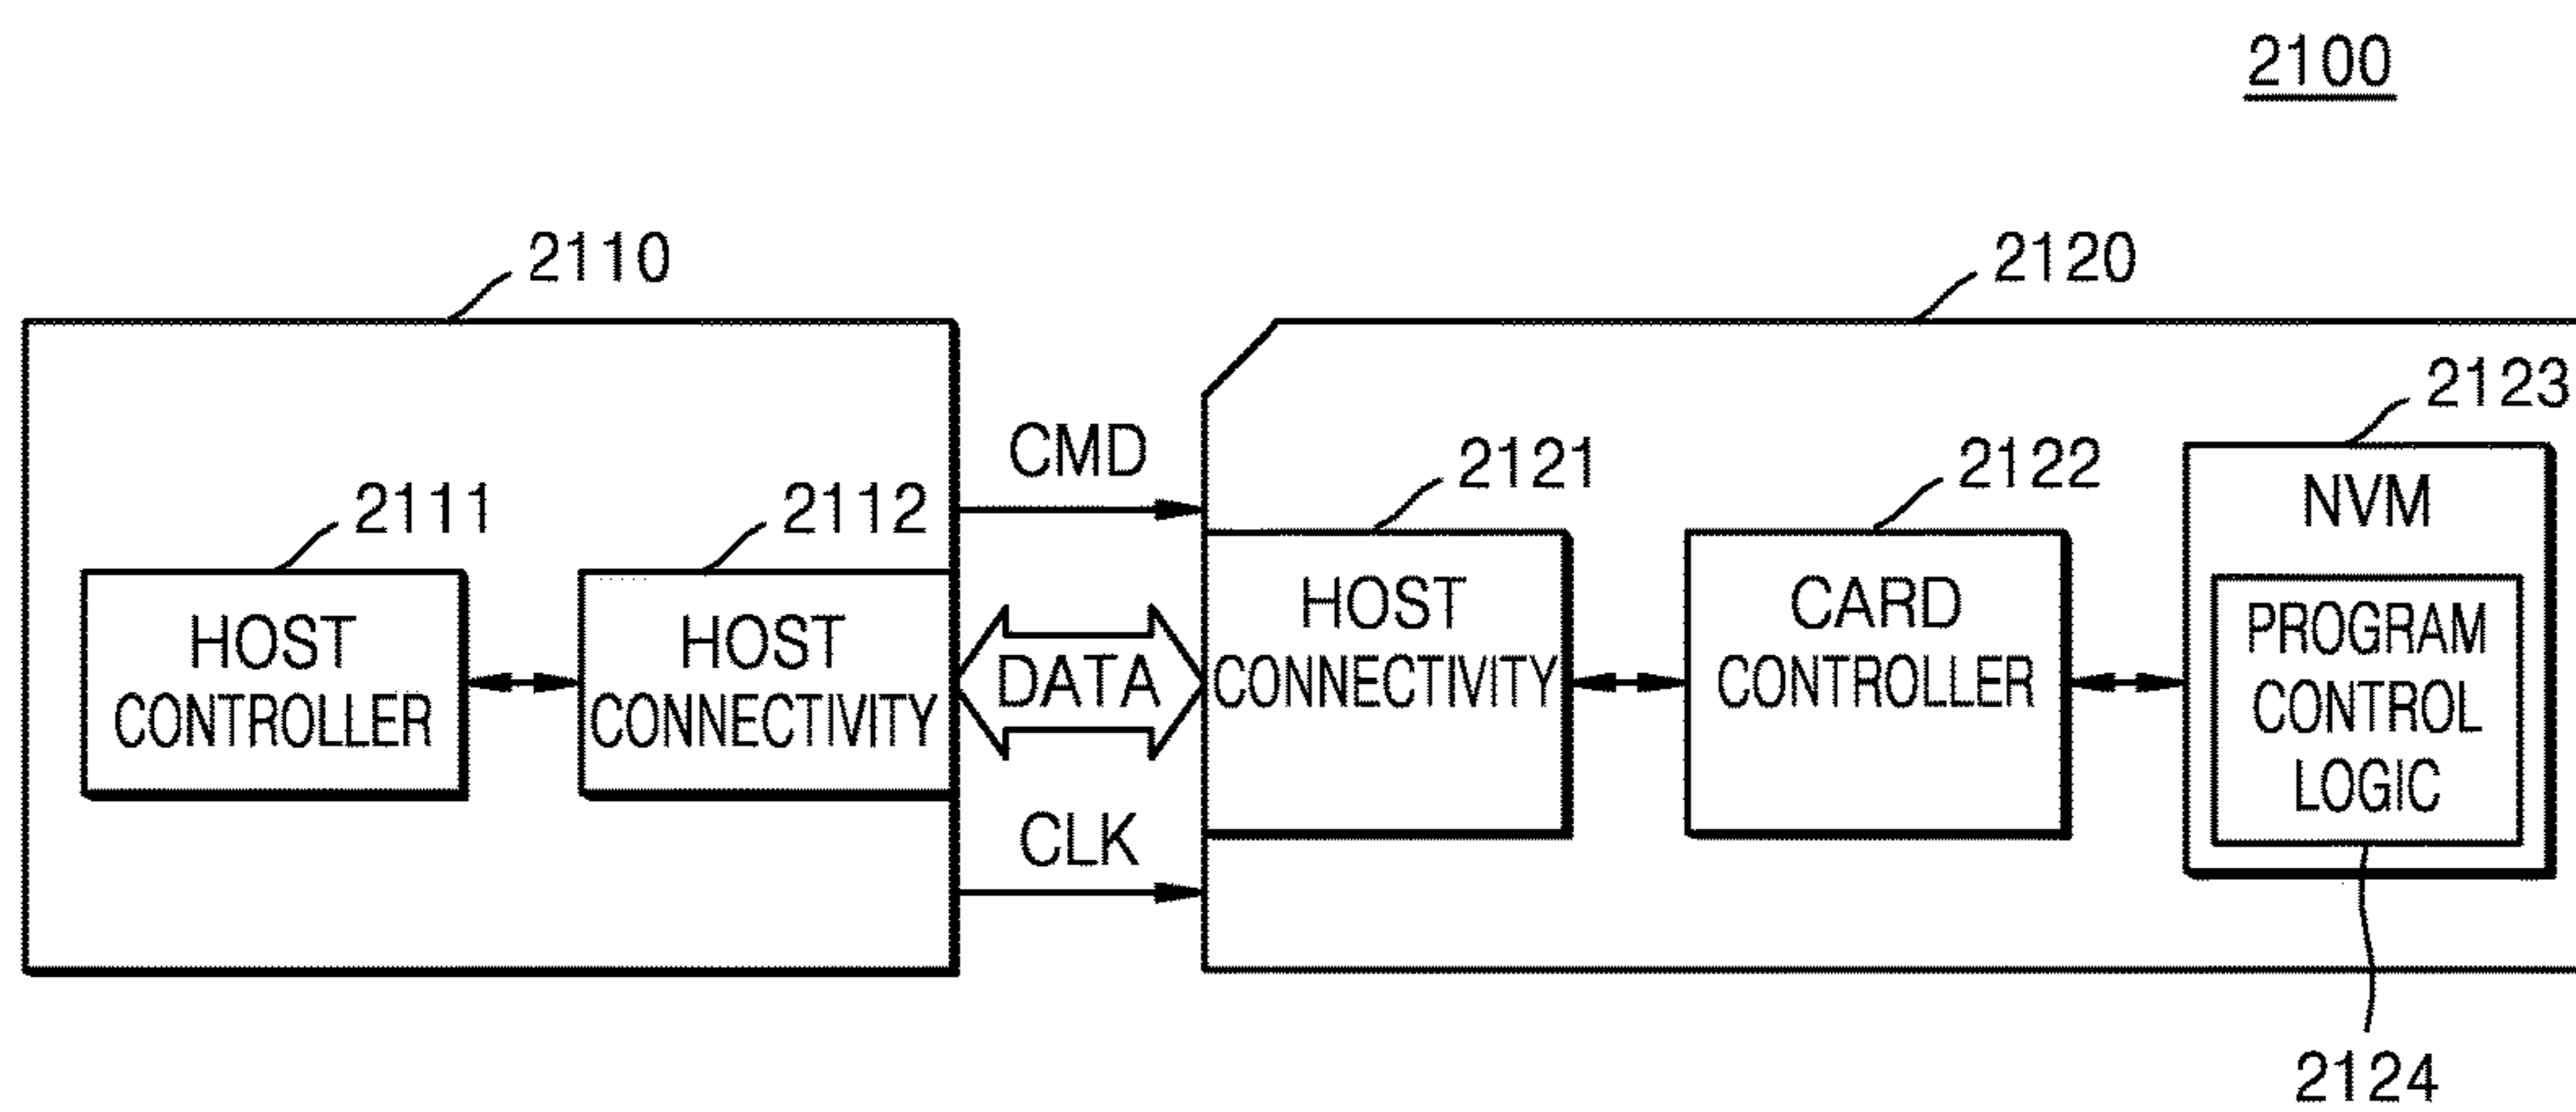 2100
2110
2120
2111
HOST
CONTROLLER
2112
HOST
CONNECTIVITY
CMD
DATA
CLK
2121
HOST
CONNECTIVITY
2122
CARD
CONTROLLER
2123
NVM
PROGRAM
CONTROL
LOGIC
2124